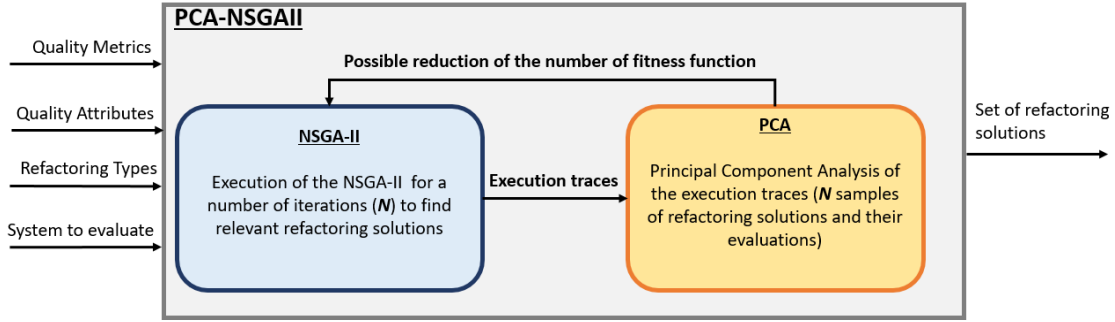 PCA-NSGAII
Quality Metrics
Quality Attributes
Refactoring Types
System to evaluate
Possible reduction of the number of fitness function
NSGA-II
Execution of the NSGA-II for a
number of iterations (N) to find
relevant refactoring solutions
Execution traces
PCA
Principal Component Analysis of
the execution traces (N samples
of refactoring solutions and their
evaluations)
Set of refactoring
solutions